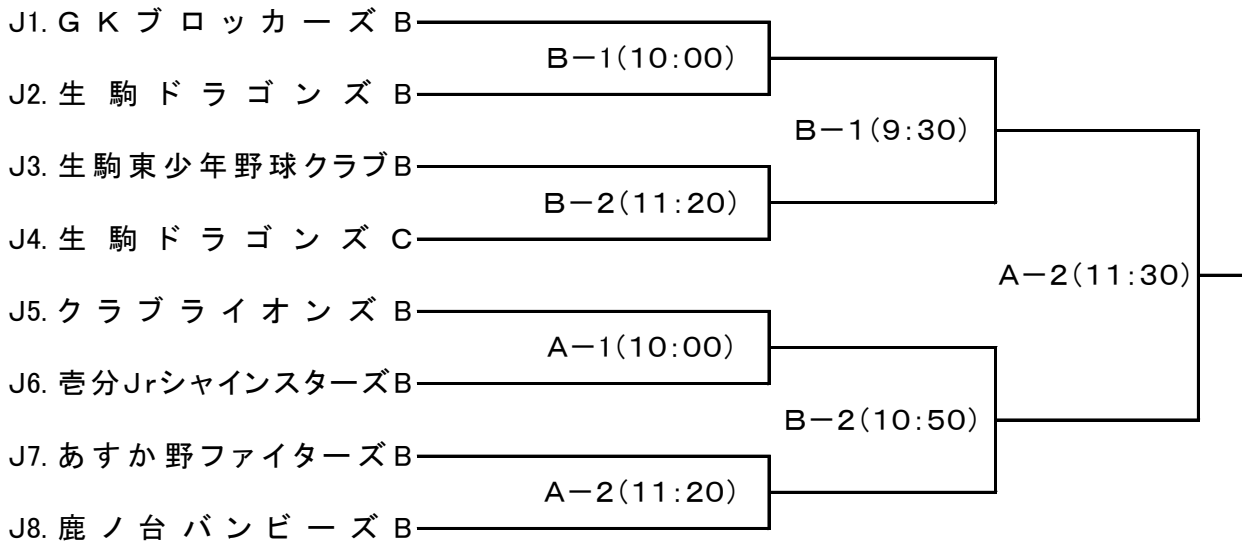 J1. ＧＫブロッカーズＢ
B－1(10:00)
J2. 生駒ドラゴンズＢ
B－1(9:30)
J3. 生駒東少年野球クラブB
B－2(11:20)
J4. 生駒ドラゴンズＣ
A－2(11:30)
J5. クラブライオンズＢ
A－1(10:00)
J6. 壱分JrシャインスターズB
B－2(10:50)
J7. あすか野ファイターズB
A－2(11:20)
J8. 鹿ノ台バンビーズＢ